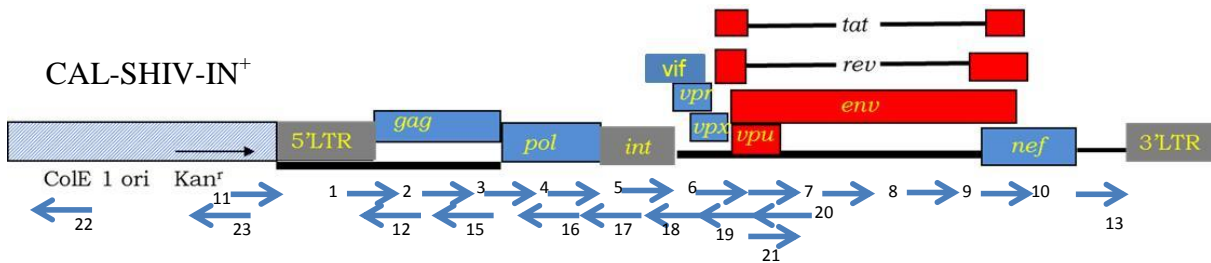 tat
CAL-SHIV-IN⁺
vif
rev
vpr
env
gag
vpx
5'LTR
pol
int
vpu
nef
3'LTR
ColE 1 ori Kanʳ
11 1 2 3 4 5 6 7 8 9 10
22 23 12 15 16 17 18 19 20 13
21